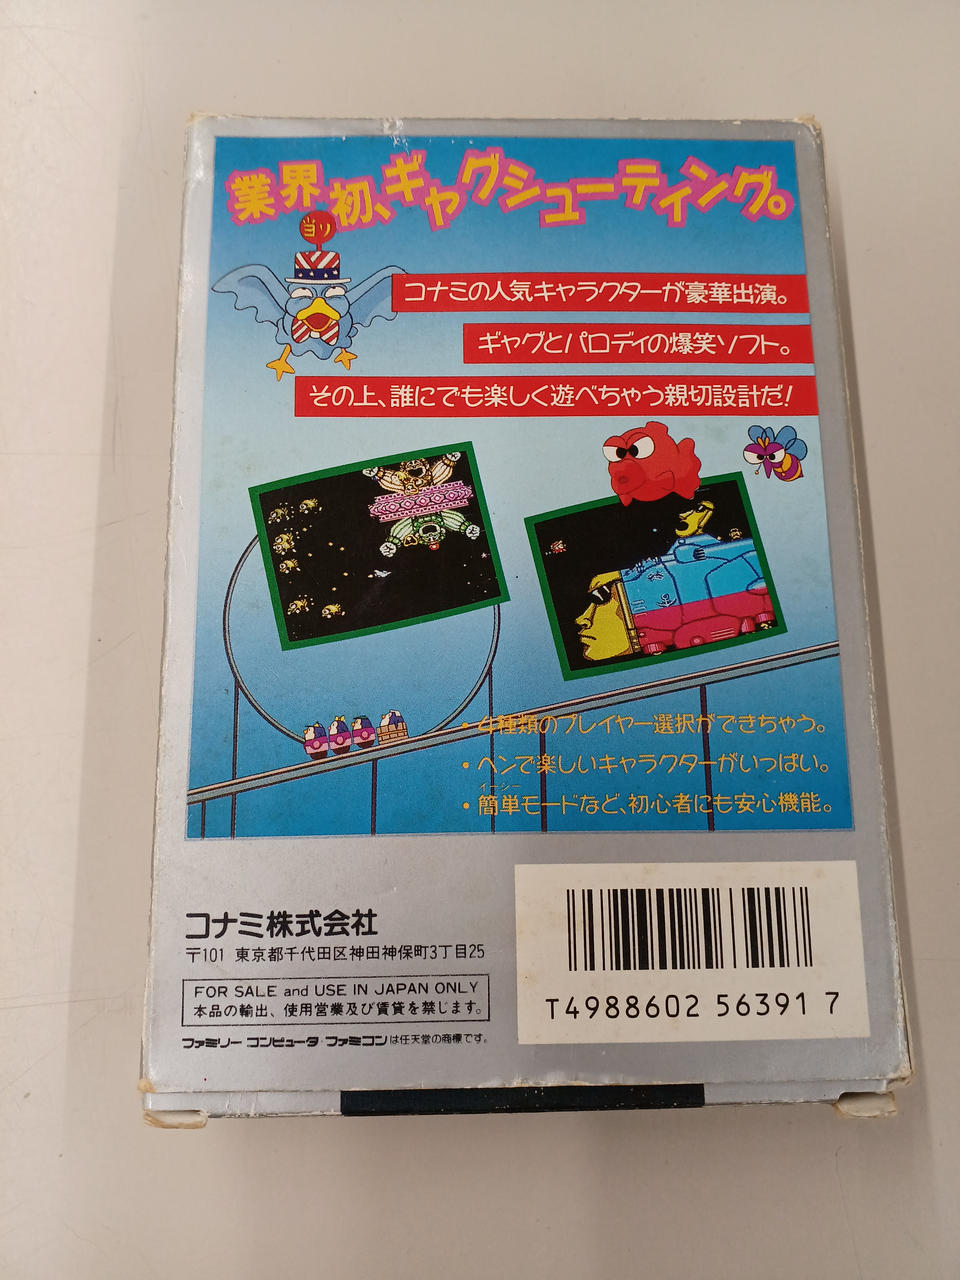 業界初、ギャグシューティング。
ヨリ
コナミの人気キャラクターが豪華出演。
ギャグとパロディの爆笑ソフト。
その上、誰にでも楽しく遊べちゃう親切設計だ!
・4種類のプレイヤー選択ができちゃう。
・ヘンで楽しいキャラクターがいっぱい。
イージー
・簡単モードなど、初心者にも安心機能。
コナミ株式会社
〒101 東京都千代田区神田神保町3丁目25
FOR SALE and USE IN JAPAN ONLY
本品の輸出、使用営業及び賃貸を禁じます。
ファミリーコンピュータ・ファミコンは任天堂の商標です。
T4988602 56391 7